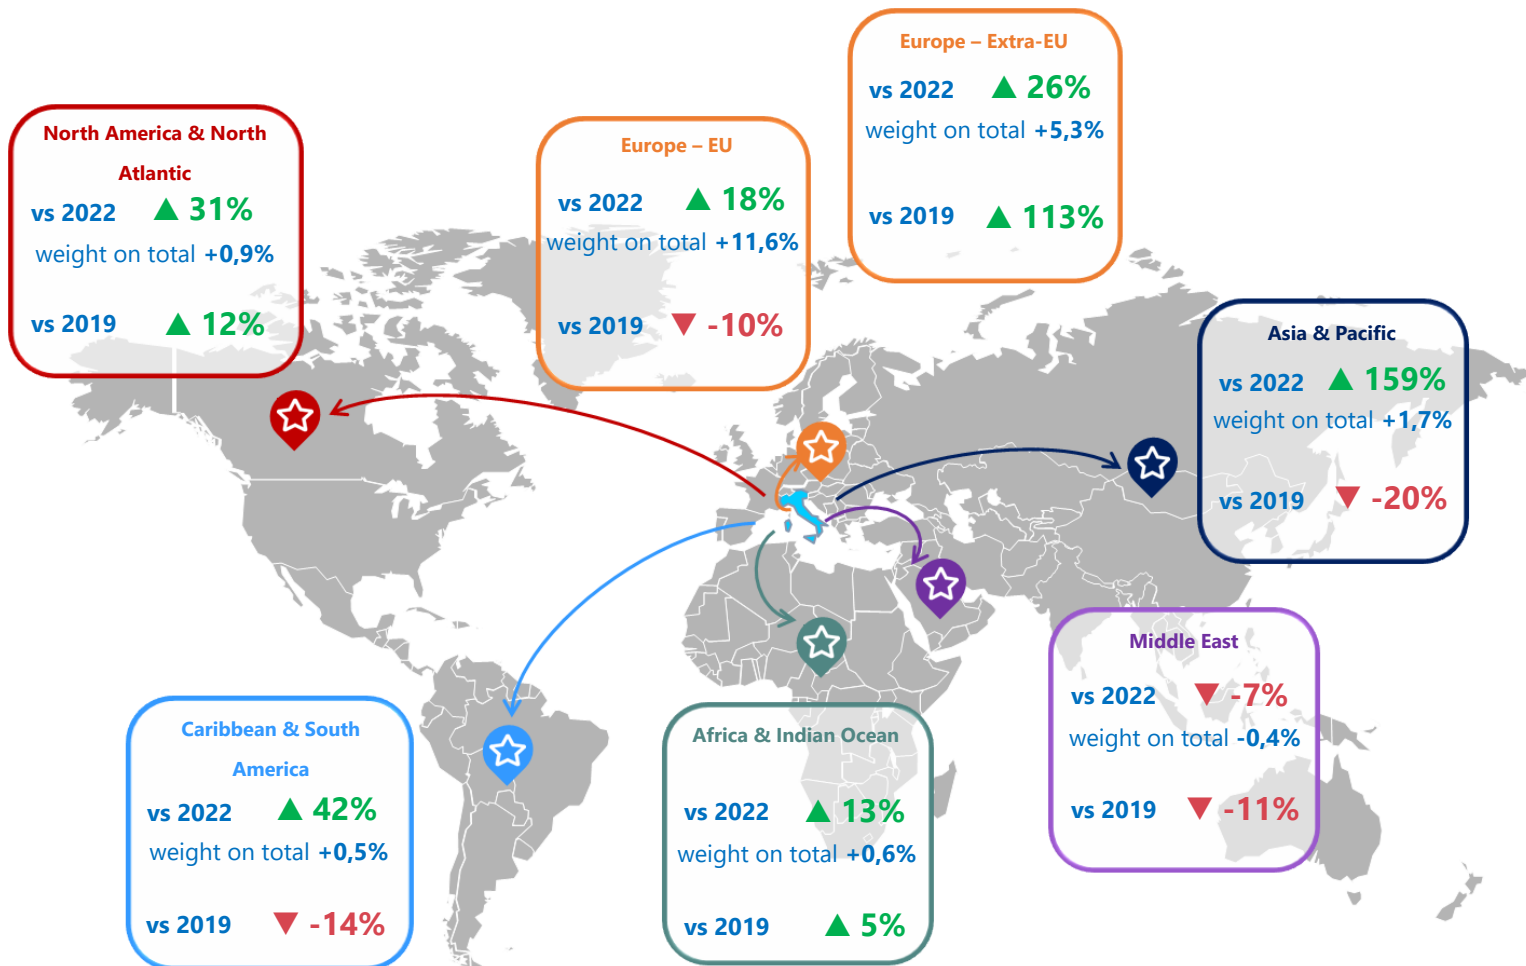 Europe – Extra-EU
vs 2022 ▲ 26%
weight on total +5,3%
vs 2019 ▲ 113%
North America & North
Atlantic
vs 2022 ▲ 31%
weight on total +0,9%
vs 2019 ▲ 12%
Europe – EU
vs 2022 ▲ 18%
weight on total +11,6%
vs 2019 ▼ -10%
Asia & Pacific
vs 2022 ▲ 159%
weight on total +1,7%
vs 2019 ▼ -20%
Middle East
vs 2022 ▼ -7%
weight on total -0,4%
vs 2019 ▼ -11%
Caribbean & South
America
vs 2022 ▲ 42%
weight on total +0,5%
vs 2019 ▼ -14%
Africa & Indian Ocean
vs 2022 ▲ 13%
weight on total +0,6%
vs 2019 ▲ 5%